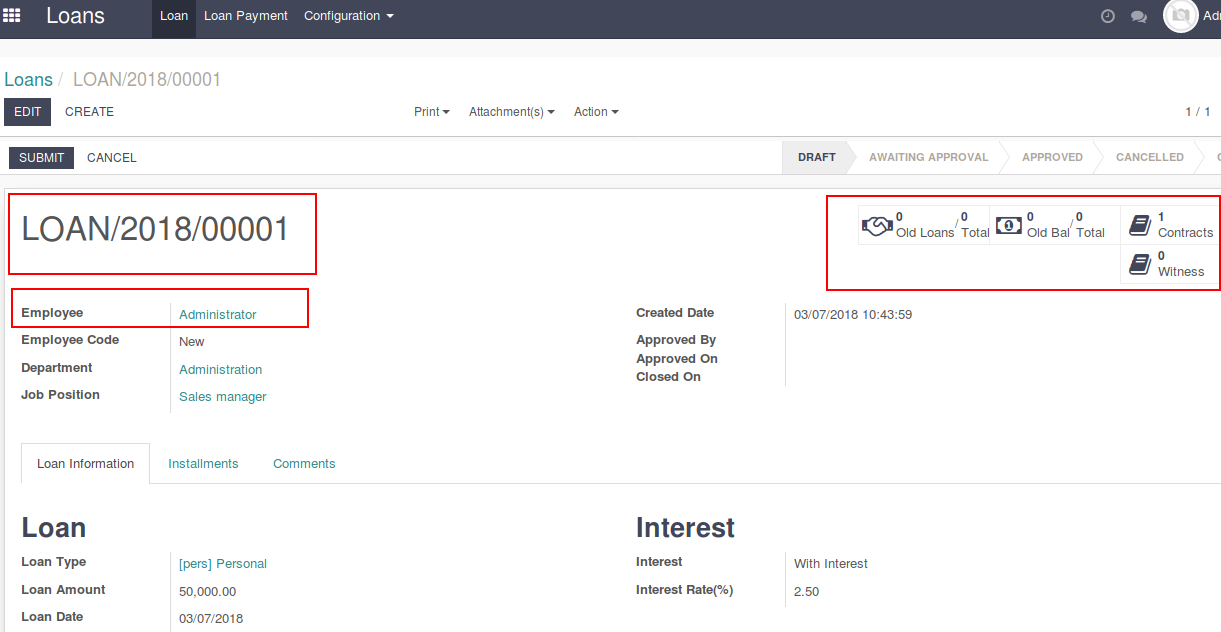 Loans Loan Loan Payment Configuration
Loans / LOAN/2018/00001
EDIT CREATE Print Attachment(s) Action 1 / 1
SUBMIT CANCEL DRAFT AWAITING APPROVAL APPROVED CANCELLED
LOAN/2018/00001
0 / 0 0 / 0 1
Old Loans Total Old Bal Total Contracts
0
Witness
Employee Administrator Created Date 03/07/2018 10:43:59
Employee Code New Approved By
Approved On
Department Administration
Closed On
Job Position Sales manager
Loan Information Installments Comments
Loan Interest
Loan Type [pers] Personal Interest With Interest
Loan Amount 50,000.00 Interest Rate(%) 2.50
Loan Date 03/07/2018